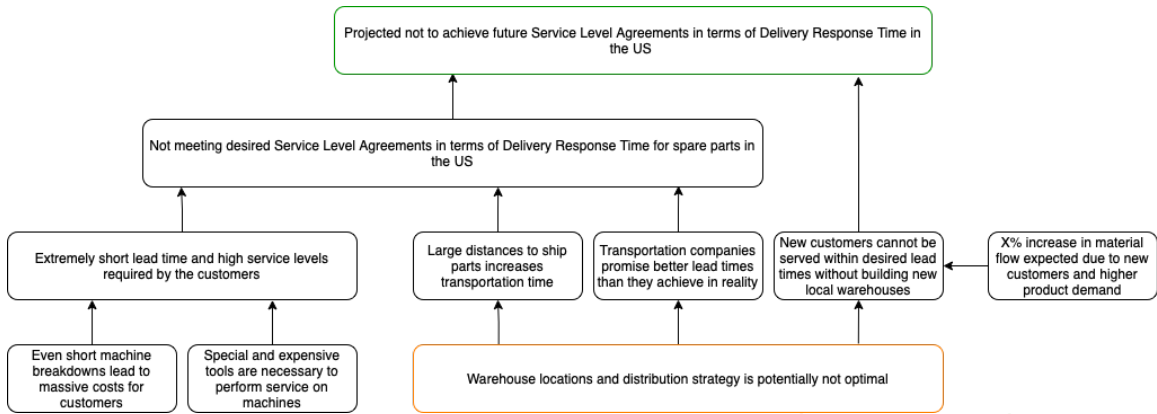 Projected not to achieve future Service Level Agreements in terms of Delivery Response Time in
the US
Not meeting desired Service Level Agreements in terms of Delivery Response Time for spare parts in
the US
Extremely short lead time and high service levels
required by the customers
Large distances to ship
parts increases
transportation time
Transportation companies
promise better lead times
than they achieve in reality
New customers cannot be
served within desired lead
times without building new
local warehouses
X% increase in material
flow expected due to new
customers and higher
product demand
Even short machine
breakdowns lead to
massive costs for
customers
Special and expensive
tools are necessary to
perform service on
machines
Warehouse locations and distribution strategy is potentially not optimal